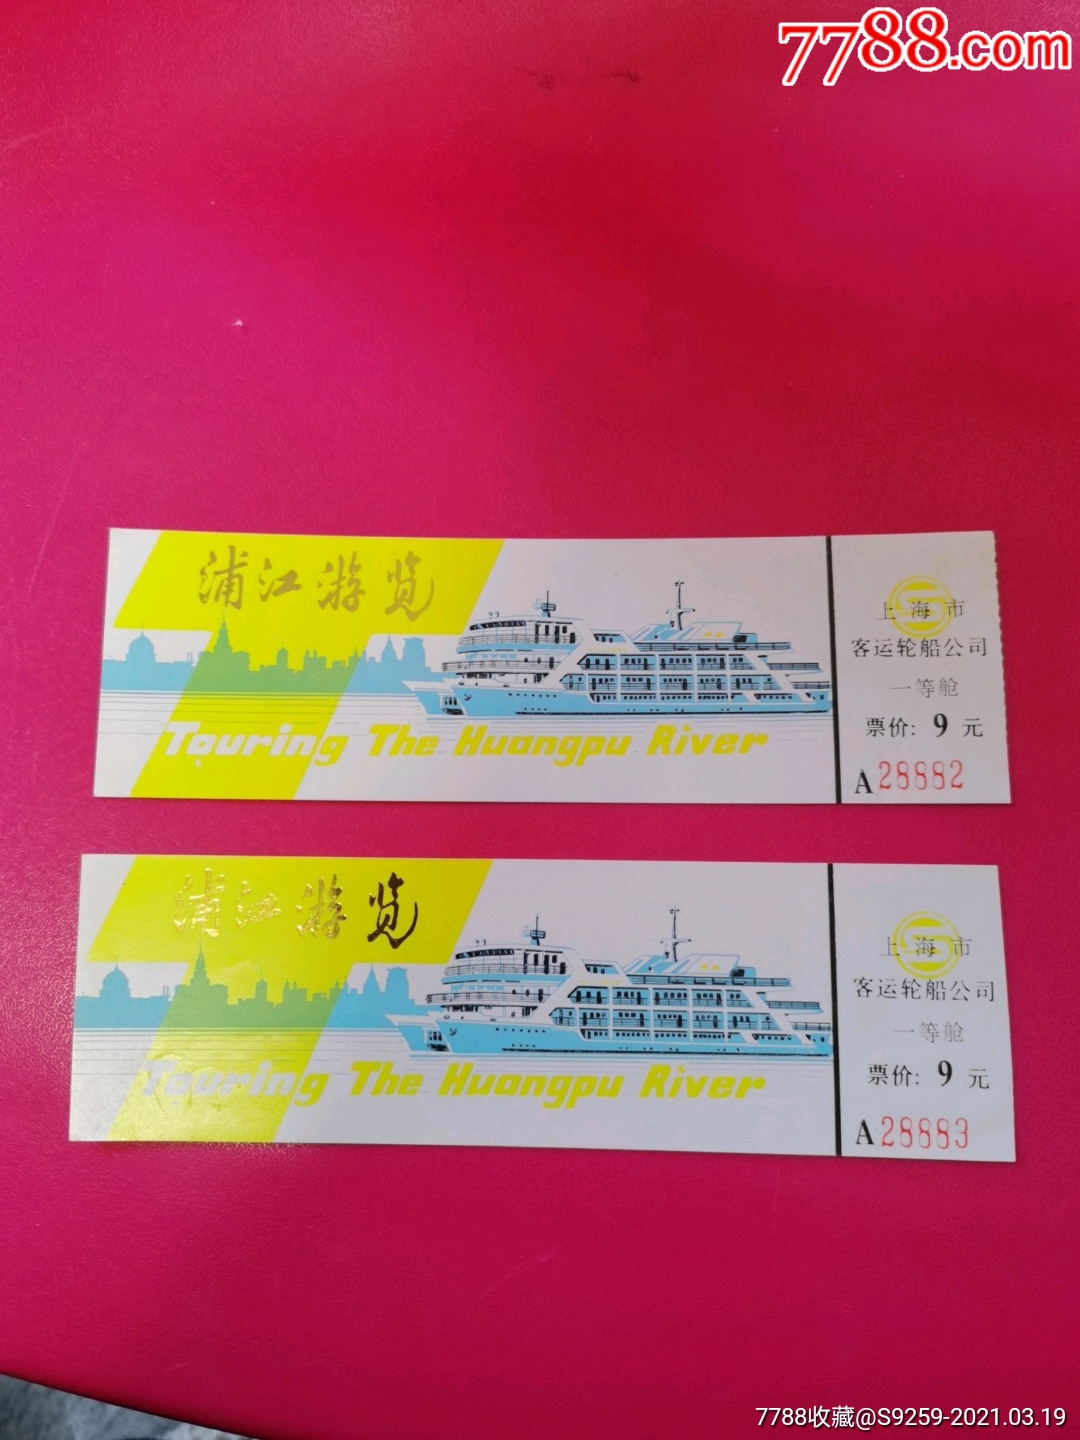 7788.com
浦江游览
Touring The Huangpu River
上海市
客运轮船公司
一等舱
票价：9元
A28882
浦江游览
Touring The Huangpu River
上海市
客运轮船公司
一等舱
票价：9元
A28883
7788收藏@S9259-2021.03.19